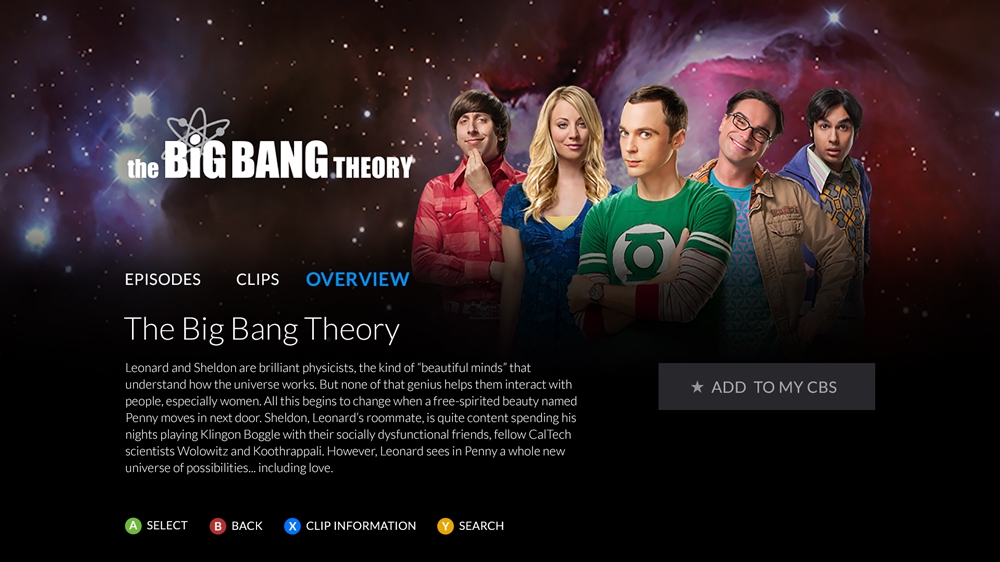 the BIG BANG THEORY
EPISODES CLIPS OVERVIEW
The Big Bang Theory
Leonard and Sheldon are brilliant physicists, the kind of "beautiful minds" that
understand how the universe works. But none of that genius helps them interact with
people, especially women. All this begins to change when a free-spirited beauty named
Penny moves in next door. Sheldon, Leonard's roommate, is quite content spending his
nights playing Klingon Boggle with their socially dysfunctional friends, fellow CalTech
scientists Wolowitz and Koothrappali. However, Leonard sees in Penny a whole new
universe of possibilities... including love.
★ ADD TO MY CBS
A SELECT B BACK X CLIP INFORMATION Y SEARCH